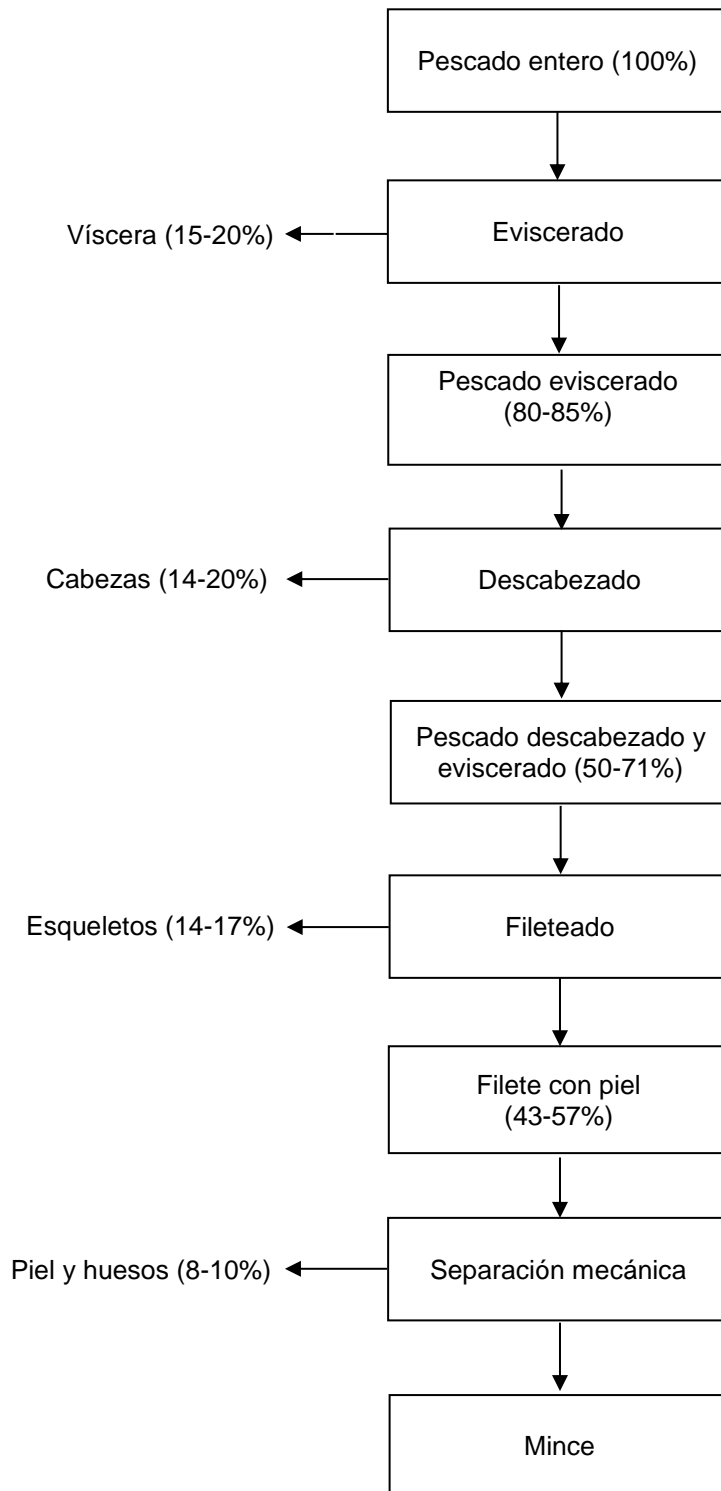 Pescado entero (100%)
Víscera (15-20%)
Eviscerado
Pescado eviscerado
(80-85%)
Cabezas (14-20%)
Descabezado
Pescado descabezado y
eviscerado (50-71%)
Esqueletos (14-17%)
Fileteado
Filete con piel
(43-57%)
Piel y huesos (8-10%)
Separación mecánica
Mince